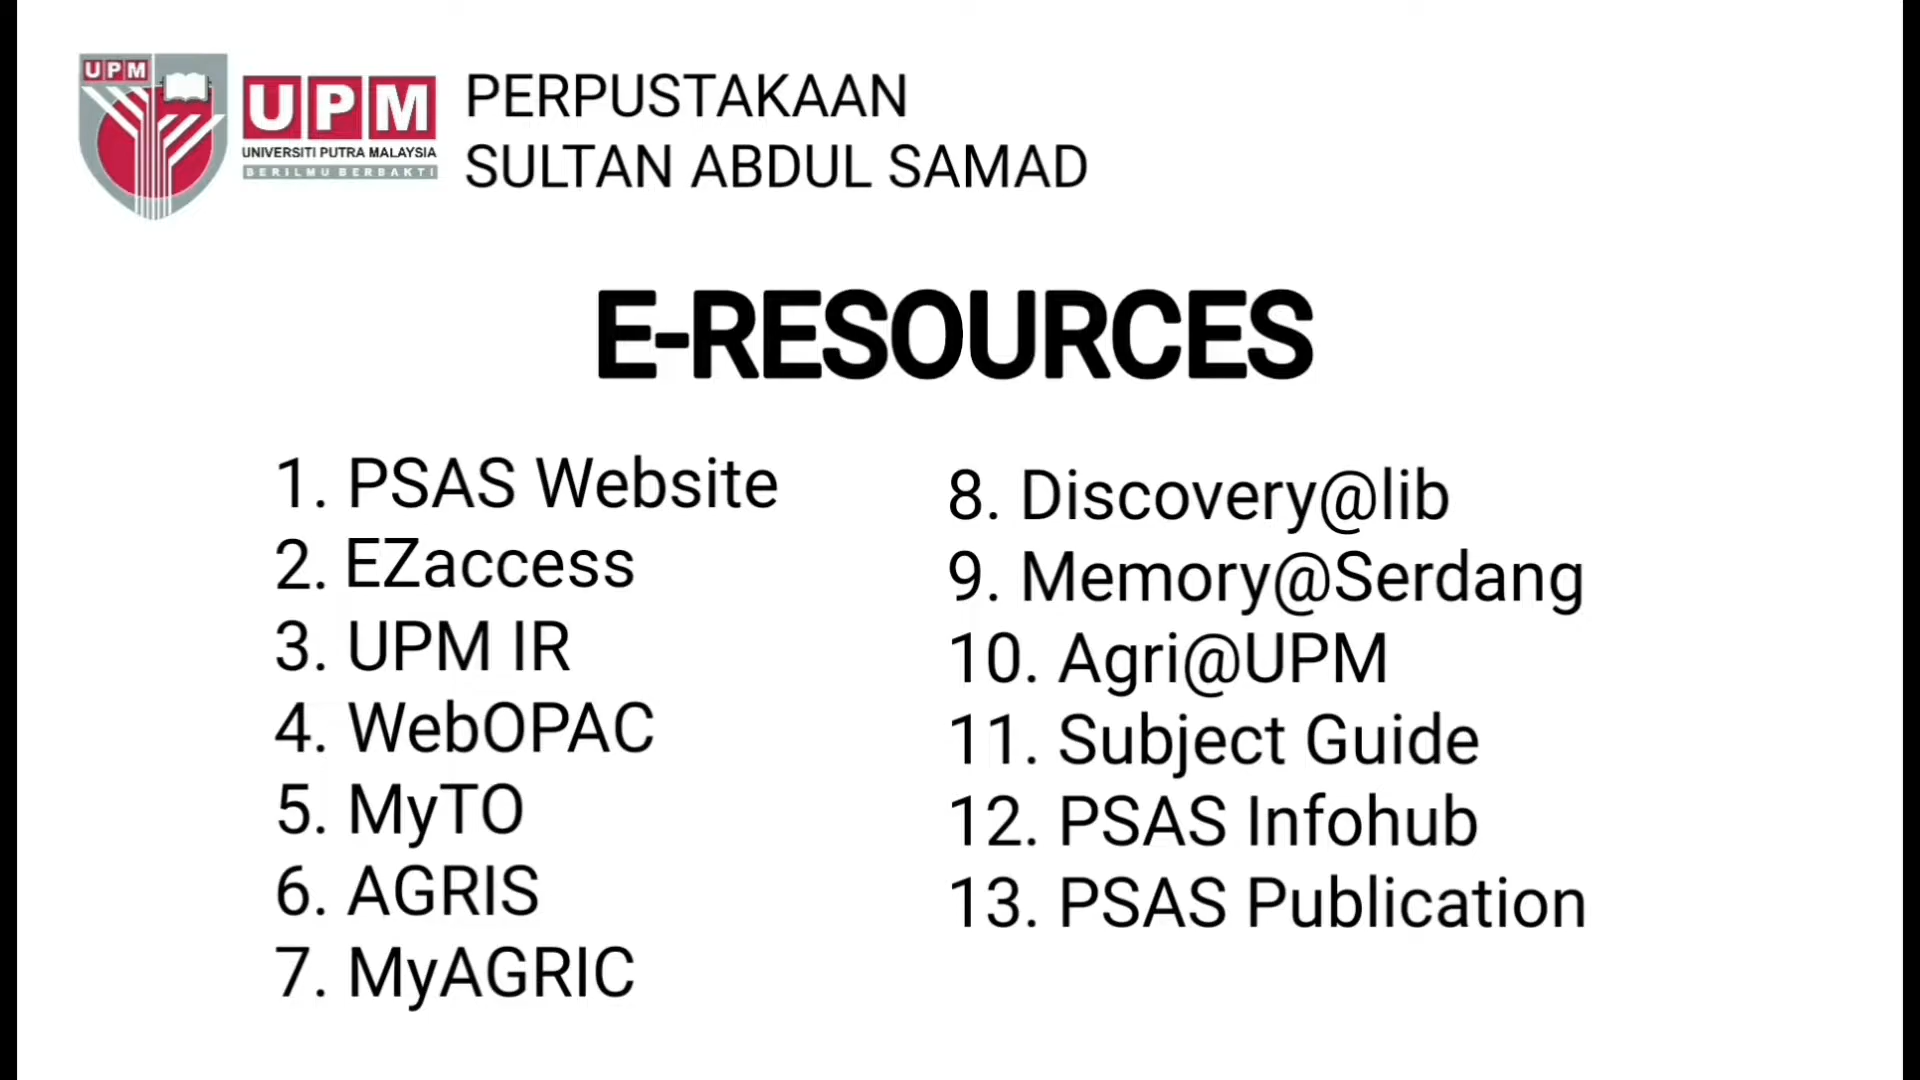 UPM
UPM
UNIVERSITI PUTRA MALAYSIA
BERILMU BERBAKTI
PERPUSTAKAAN
SULTAN ABDUL SAMAD
E-RESOURCES
1. PSAS Website
2. EZaccess
3. UPM IR
4. WebOPAC
5. MyTO
6. AGRIS
7. MyAGRIC
8. Discovery@lib
9. Memory@Serdang
10. Agri@UPM
11. Subject Guide
12. PSAS Infohub
13. PSAS Publication